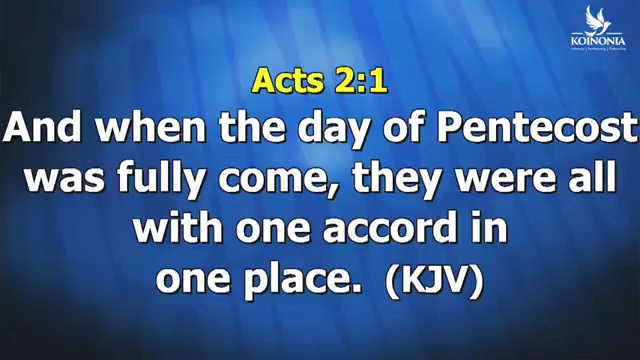 KOINONIA
Acts 2:1
And when the day of Pentecost
was fully come, they were all
with one accord in
one place. (KJV)